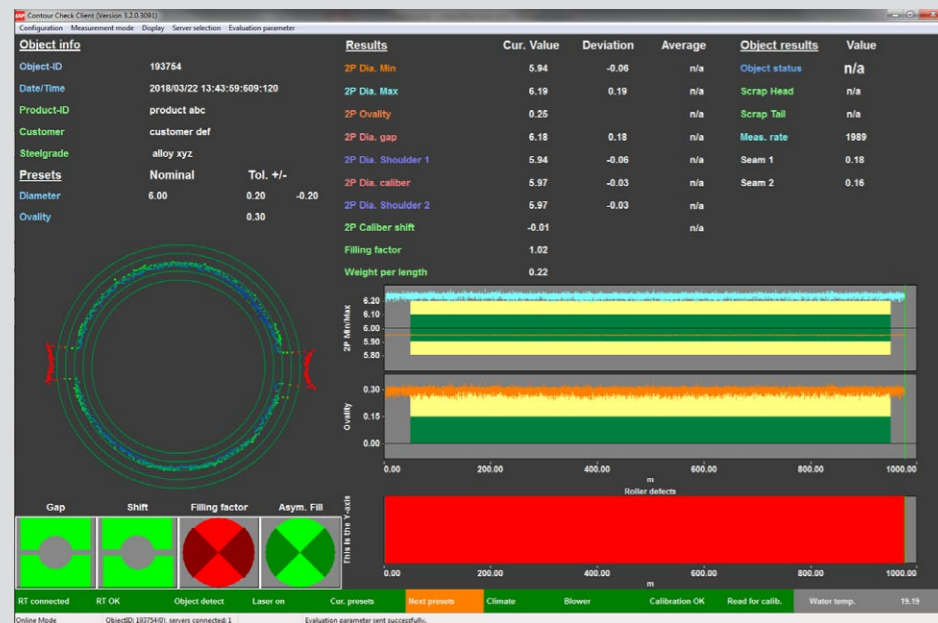 Contour Check Client (Version 3.2.0.3091)
Configuration Measurement mode Display Server selection Evaluation parameter
Object info
Object-ID 193754
Date/Time 2018/03/22 13:43:59:609:120
Product-ID product abc
Customer customer def
Steelgrade alloy xyz
Presets Nominal Tol. +/-
Diameter 6.00 0.20 -0.20
Ovality 0.30
Results Cur. Value Deviation Average
2P Dia. Min 5.94 -0.06 n/a
2P Dia. Max 6.19 0.19 n/a
2P Ovality 0.25 n/a
2P Dia. gap 6.18 0.18 n/a
2P Dia. Shoulder 1 5.94 -0.06 n/a
2P Dia. caliber 5.97 -0.03 n/a
2P Dia. Shoulder 2 5.97 -0.03 n/a
2P Caliber shift -0.01 n/a
Filling factor 1.02
Weight per length 0.22
Object results Value
Object status n/a
Scrap Head n/a
Scrap Tail n/a
Meas. rate 1989
Seam 1 0.18
Seam 2 0.16
2P Min/Max
6.20
6.10
6.00
5.90
5.80
Ovality
0.30
0.15
0.00
0.00 200.00 400.00 600.00 800.00 1000.00
m
Roller defects
This is the Y-axis
0.00 200.00 400.00 600.00 800.00 1000.00
m
Gap Shift Filling factor Asym. Fill
RT connected RT OK Object detect Laser on Cur. presets Next presets Climate Blower Calibration OK Read for calib. Water temp. 19.19
Online Mode ObjectID: 193754(0), servers connected: 1 Evaluation parameter sent successfully.